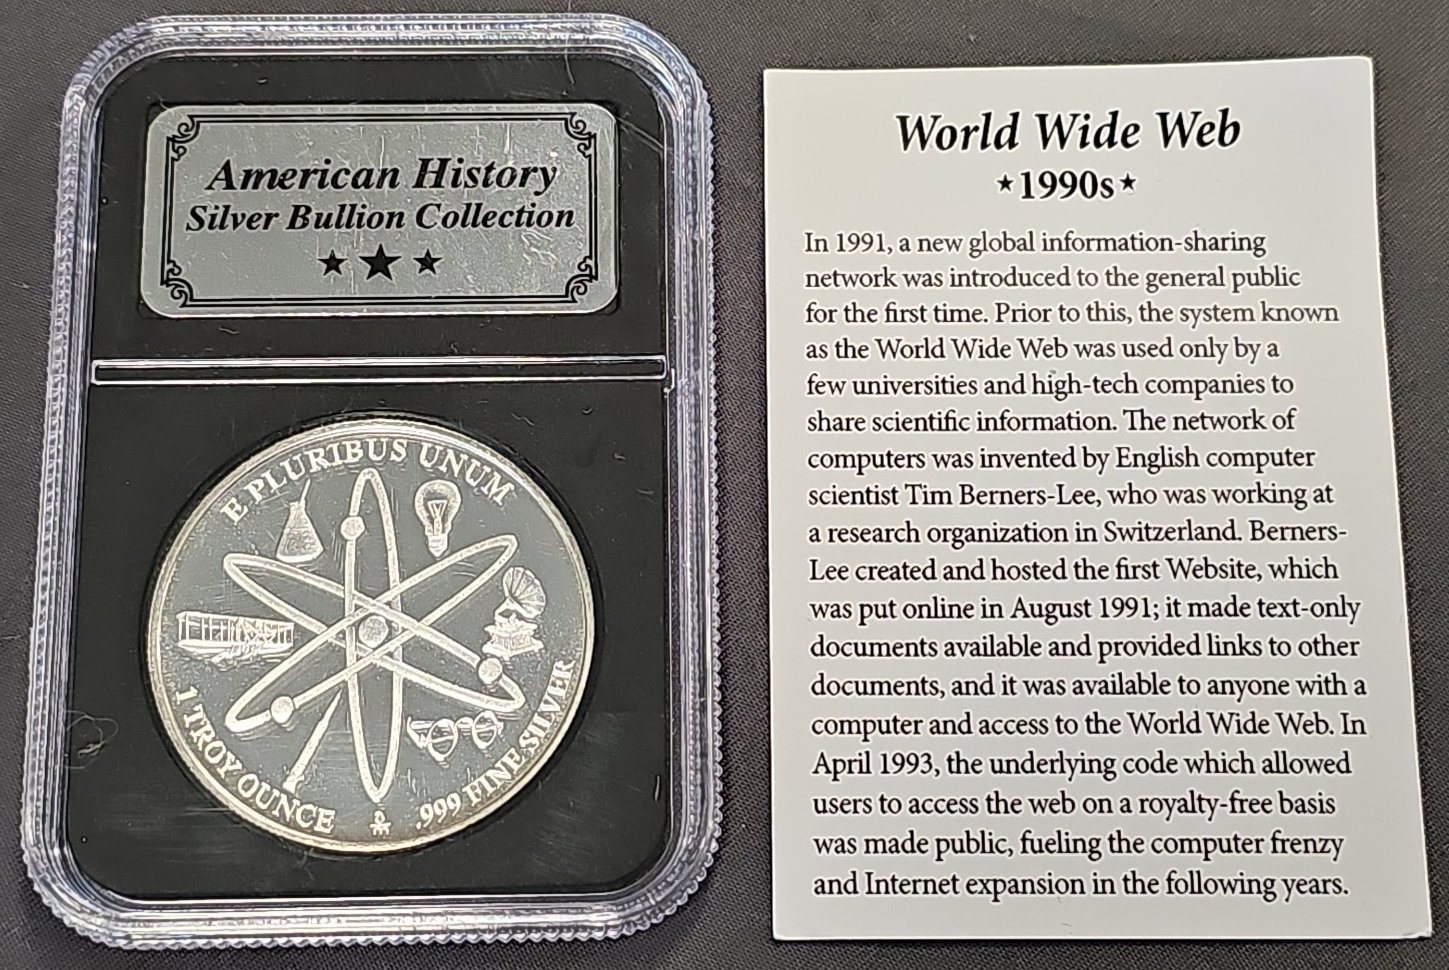 American History
Silver Bullion Collection
E PLURIBUS UNUM
1 TROY OUNCE
.999 FINE SILVER
World Wide Web
★1990s★
In 1991, a new global information-sharing
network was introduced to the general public
for the first time. Prior to this, the system known
as the World Wide Web was used only by a
few universities and high-tech companies to
share scientific information. The network of
computers was invented by English computer
scientist Tim Berners-Lee, who was working at
a research organization in Switzerland. Berners-
Lee created and hosted the first Website, which
was put online in August 1991; it made text-only
documents available and provided links to other
documents, and it was available to anyone with a
computer and access to the World Wide Web. In
April 1993, the underlying code which allowed
users to access the web on a royalty-free basis
was made public, fueling the computer frenzy
and Internet expansion in the following years.